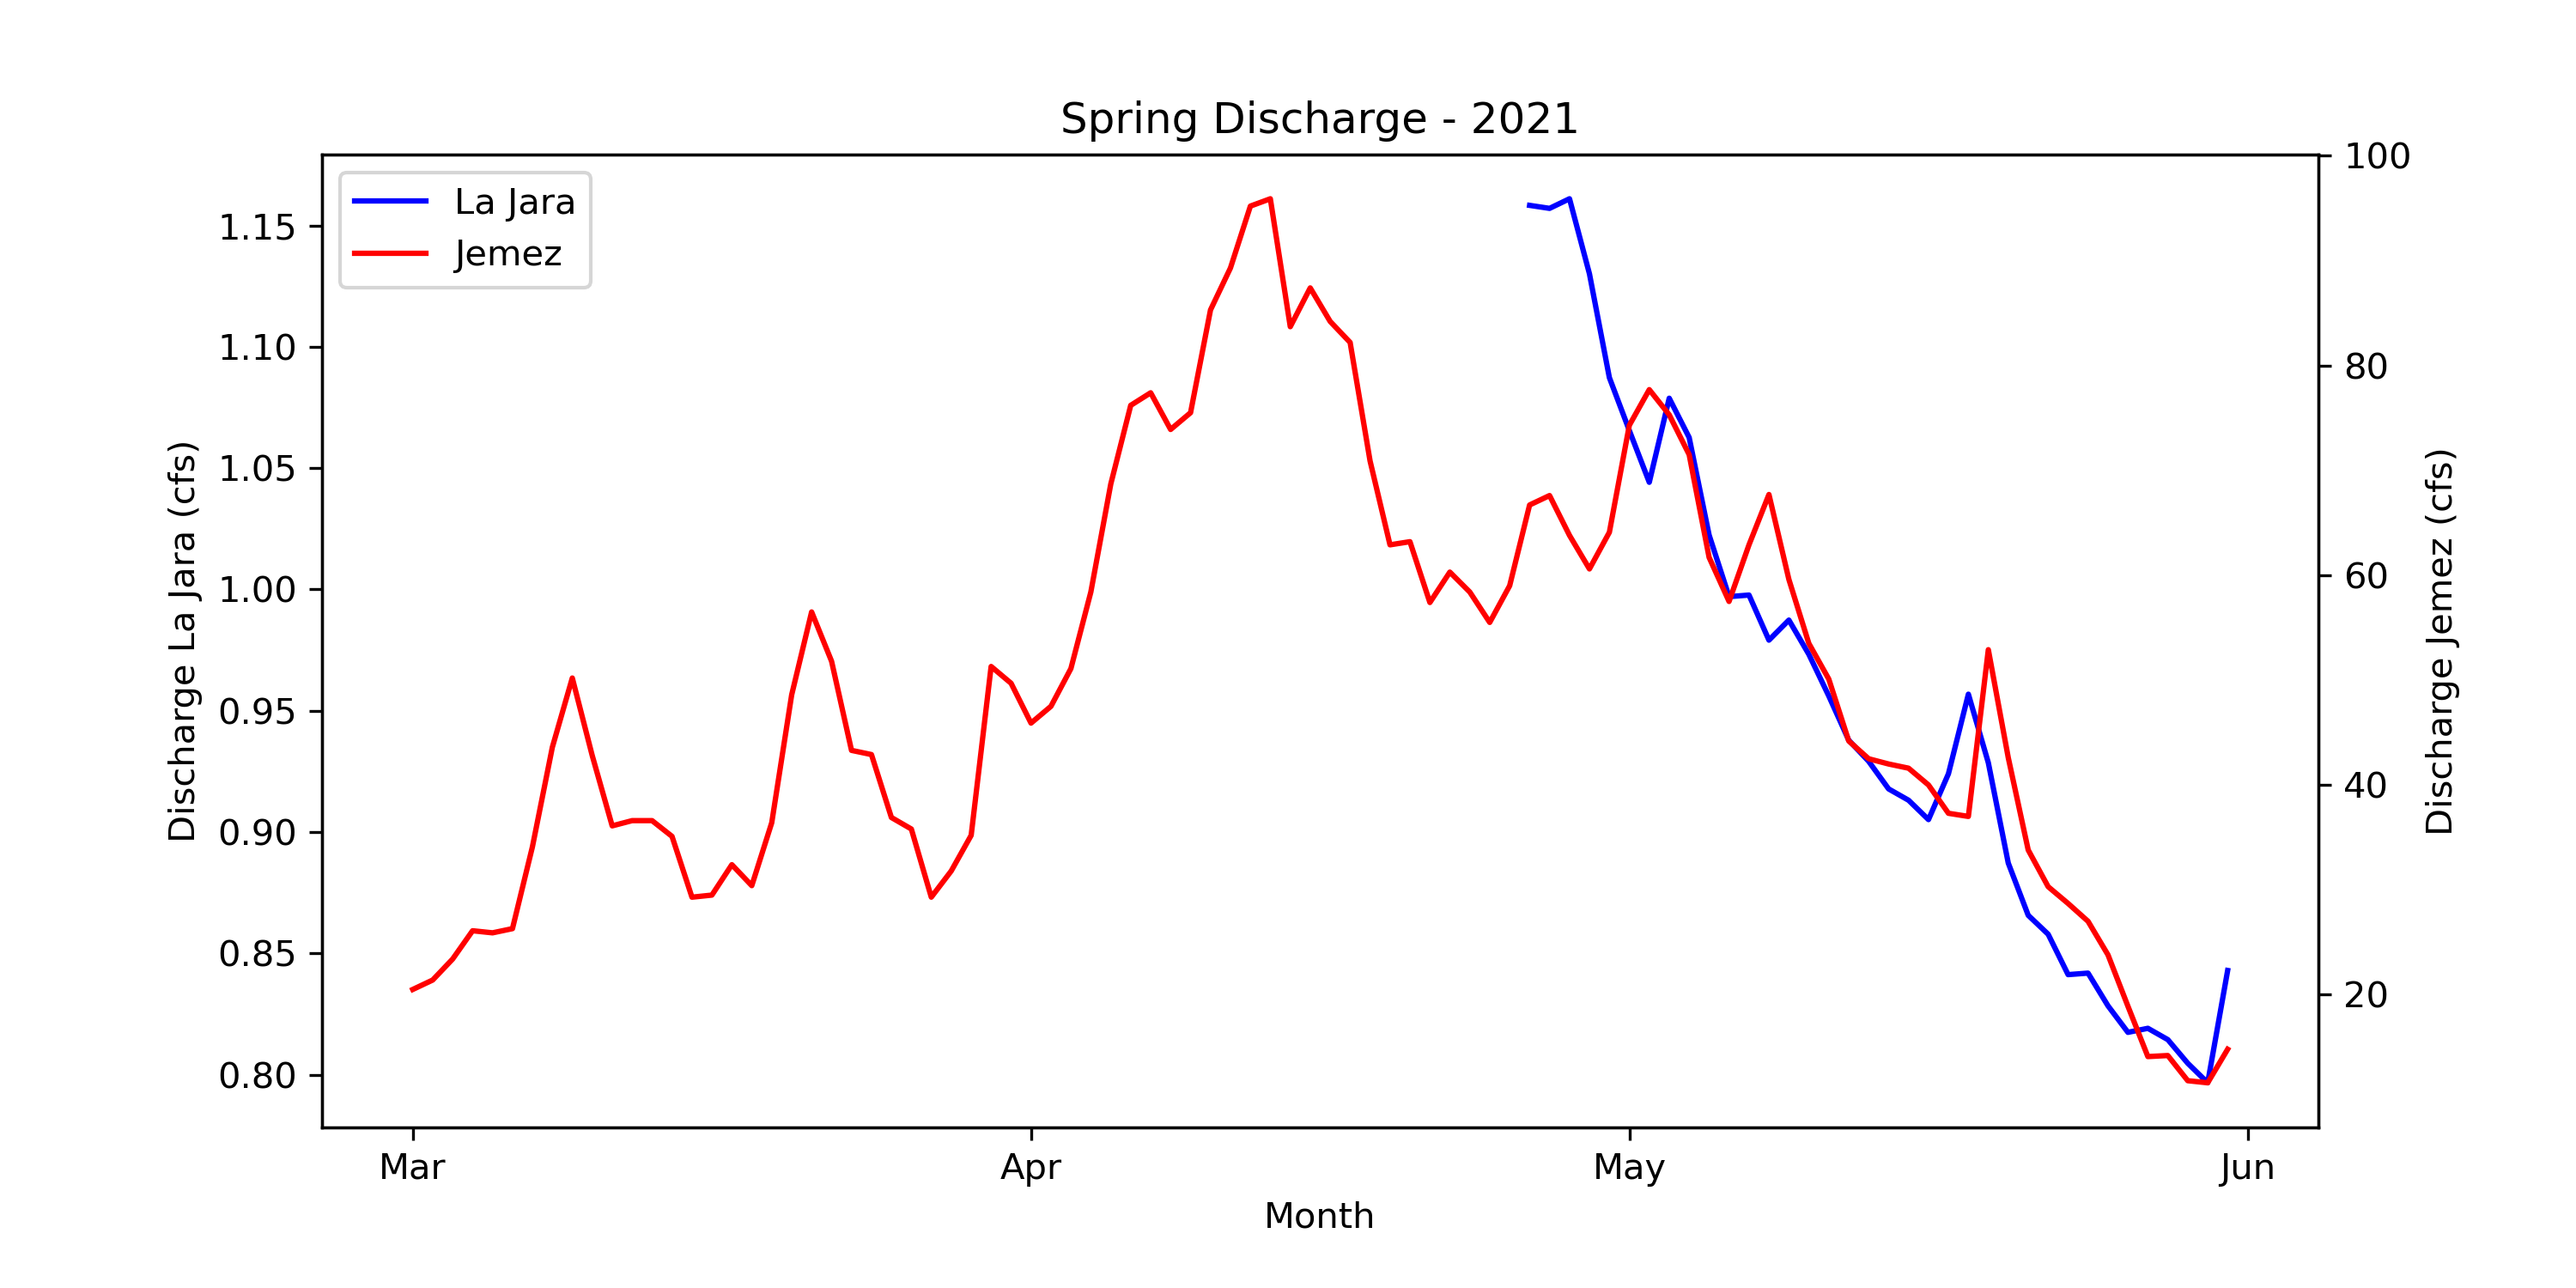 Spring Discharge - 2021
La Jara
Jemez
Discharge La Jara (cfs)
1.15
1.10
1.05
1.00
0.95
0.90
0.85
0.80
100
80
60
40
20
Discharge Jemez (cfs)
Mar Apr May Jun
Month